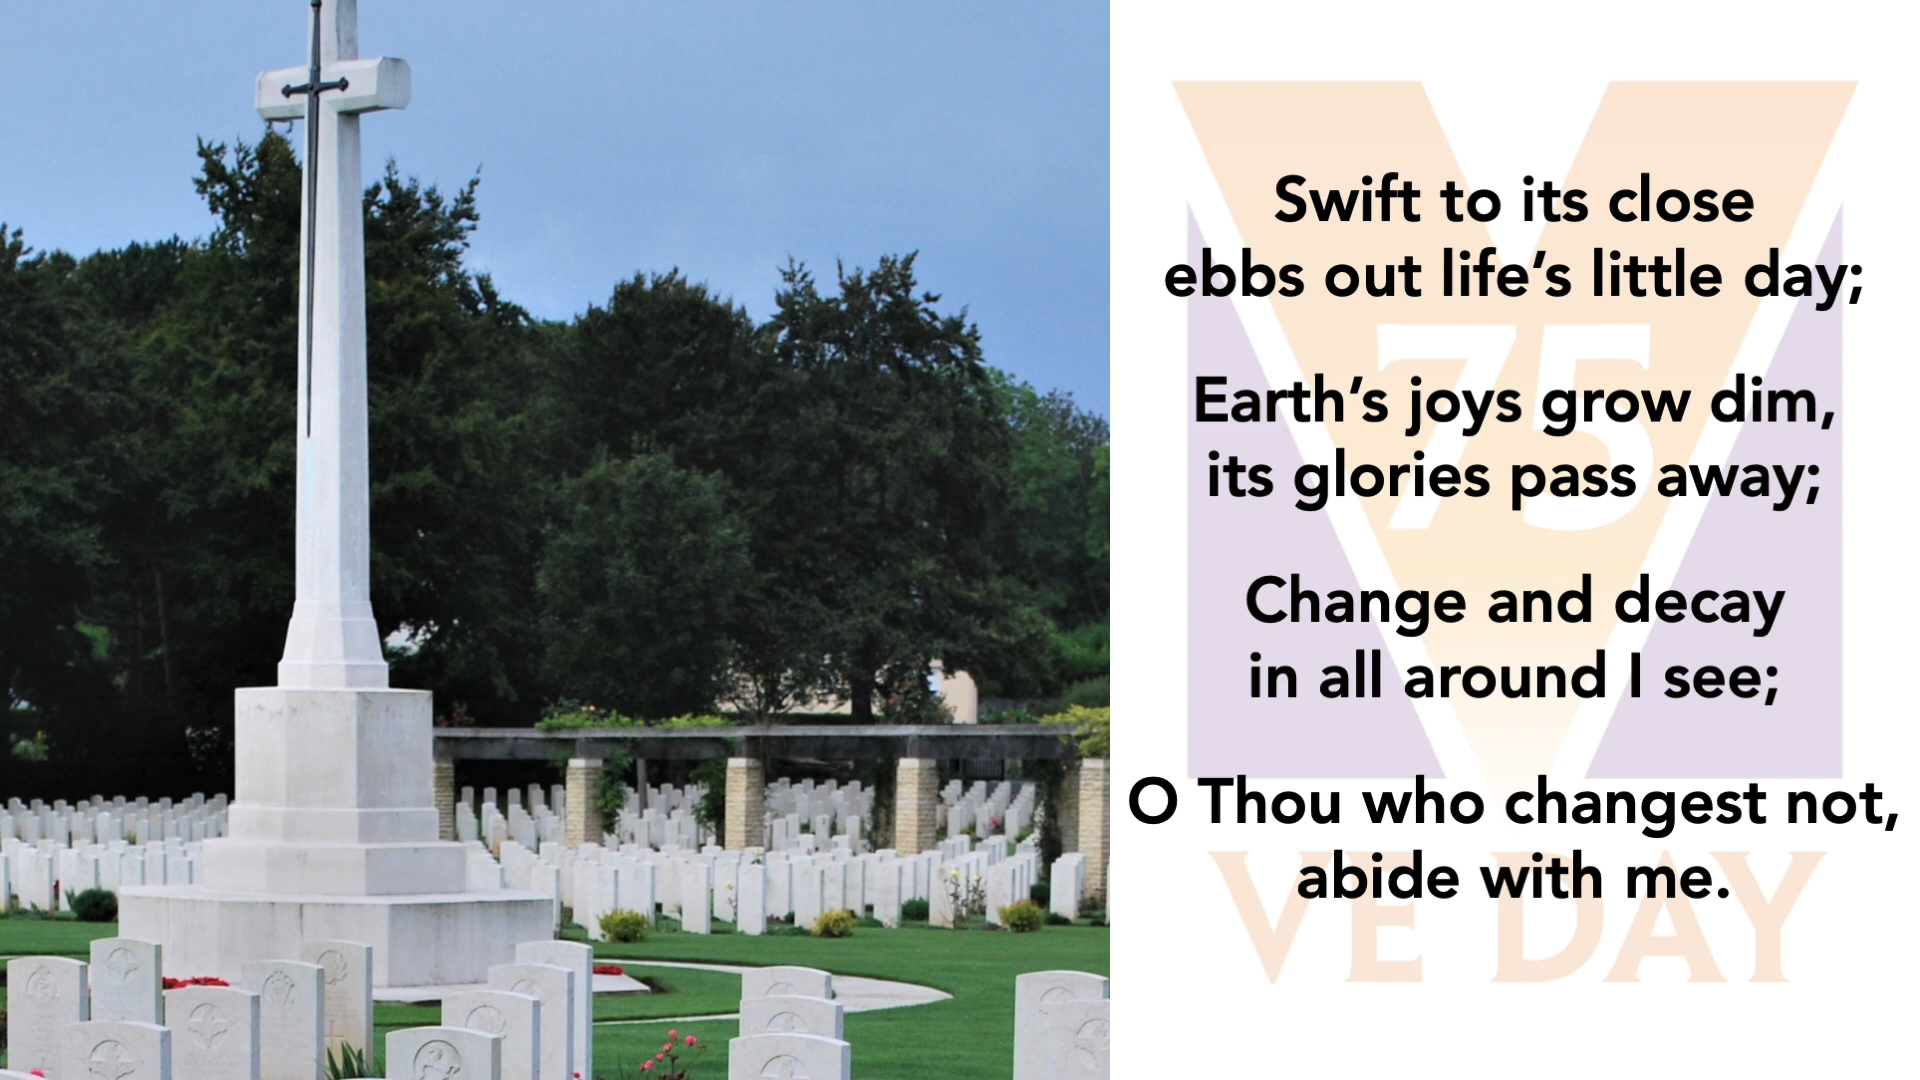 Swift to its close
ebbs out life’s little day;
Earth’s joys grow dim,
its glories pass away;
75
Change and decay
in all around I see;
O Thou who changest not,
abide with me.
VE DAY